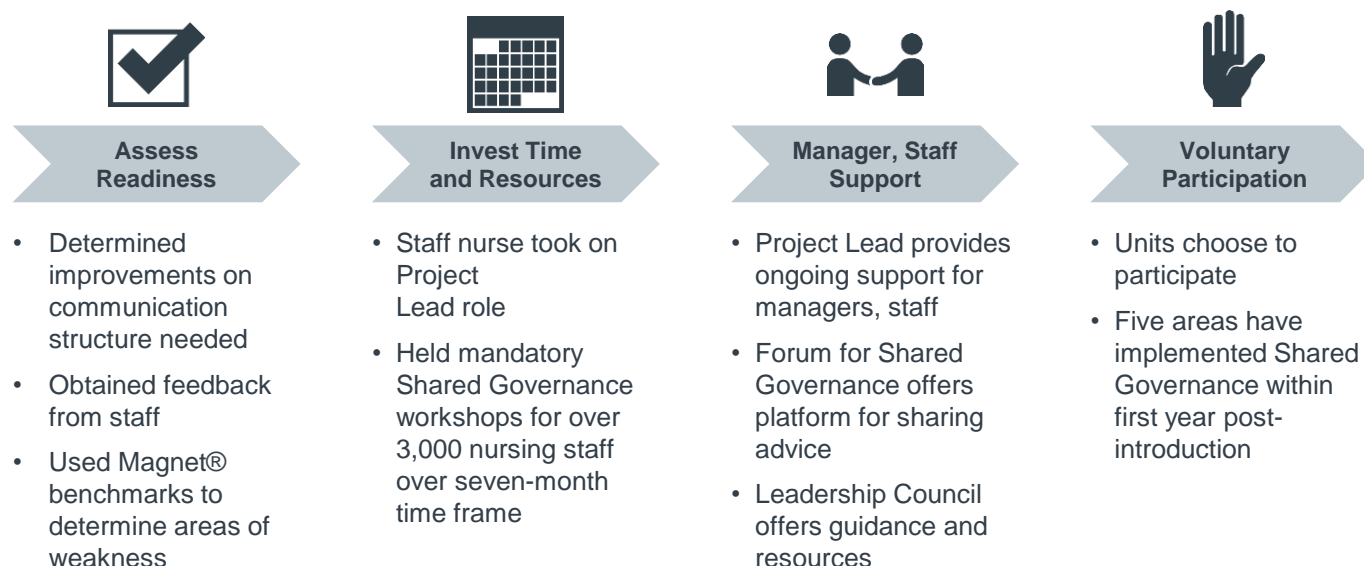 Assess
Readiness
• Determined
improvements on
communication
structure needed
• Obtained feedback
from staff
• Used Magnet®
benchmarks to
determine areas of
weakness
Invest Time
and Resources
• Staff nurse took on
Project
Lead role
• Held mandatory
Shared Governance
workshops for over
3,000 nursing staff
over seven-month
time frame
Manager, Staff
Support
• Project Lead provides
ongoing support for
managers, staff
• Forum for Shared
Governance offers
platform for sharing
advice
• Leadership Council
offers guidance and
resources
Voluntary
Participation
• Units choose to
participate
• Five areas have
implemented Shared
Governance within
first year post-
introduction